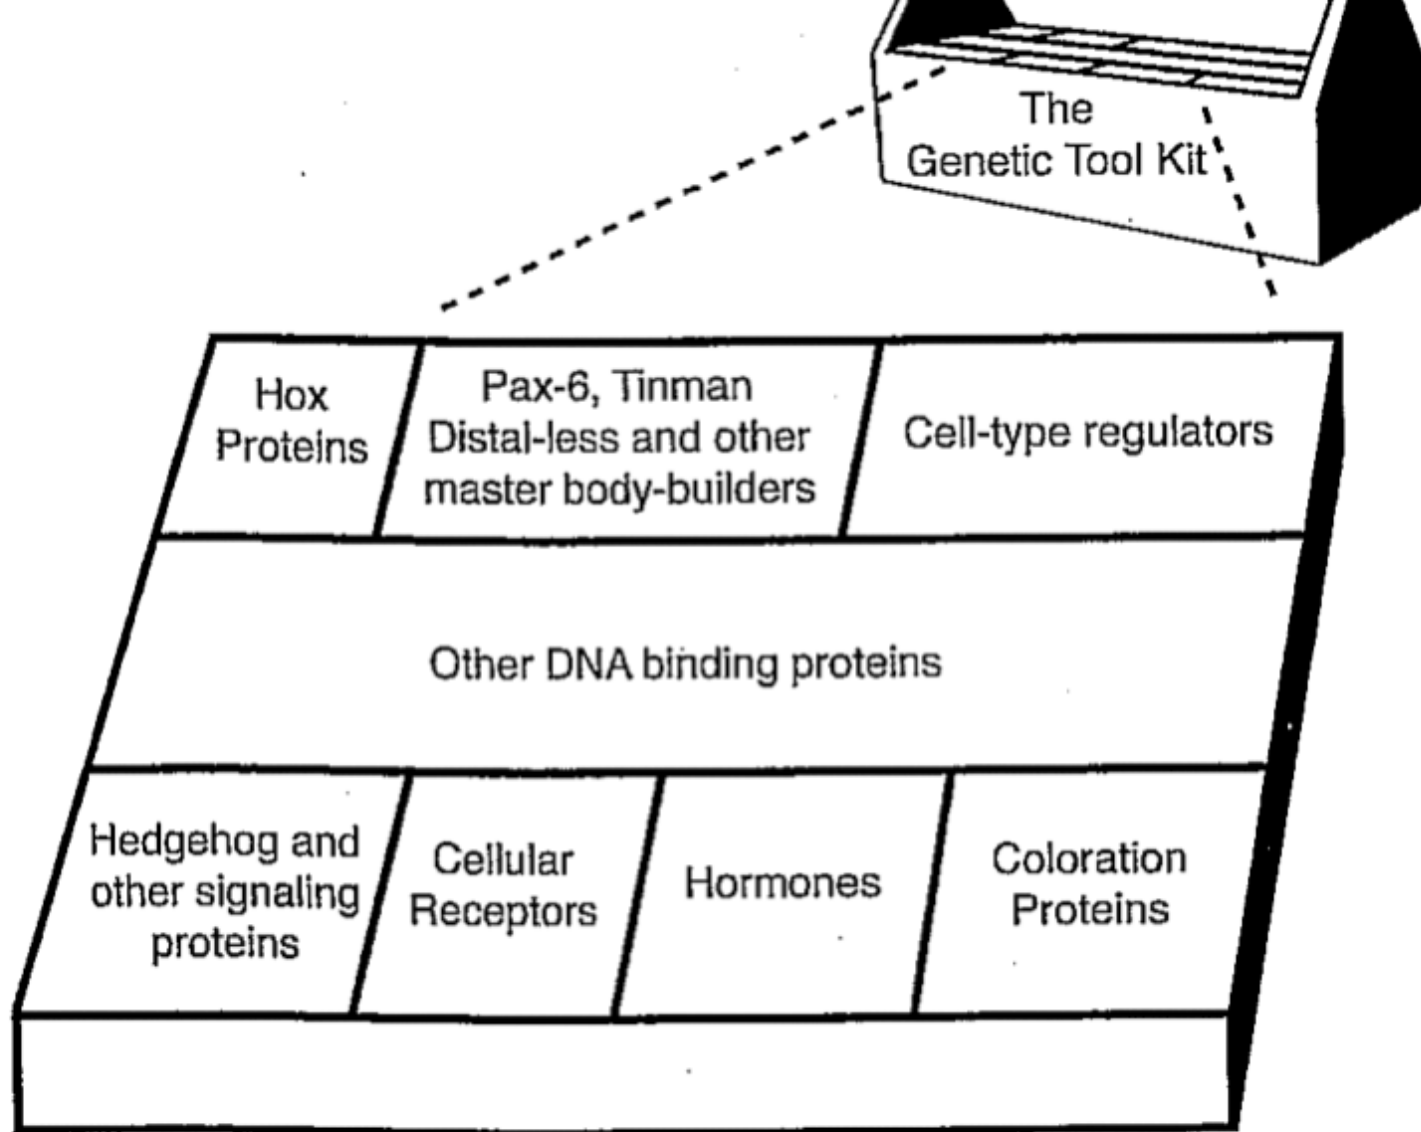 The
Genetic Tool Kit
Hox
Proteins
Pax-6, Tinman
Distal-less and other
master body-builders
Cell-type regulators
Other DNA binding proteins
Hedgehog and
other signaling
proteins
Cellular
Receptors
Hormones
Coloration
Proteins